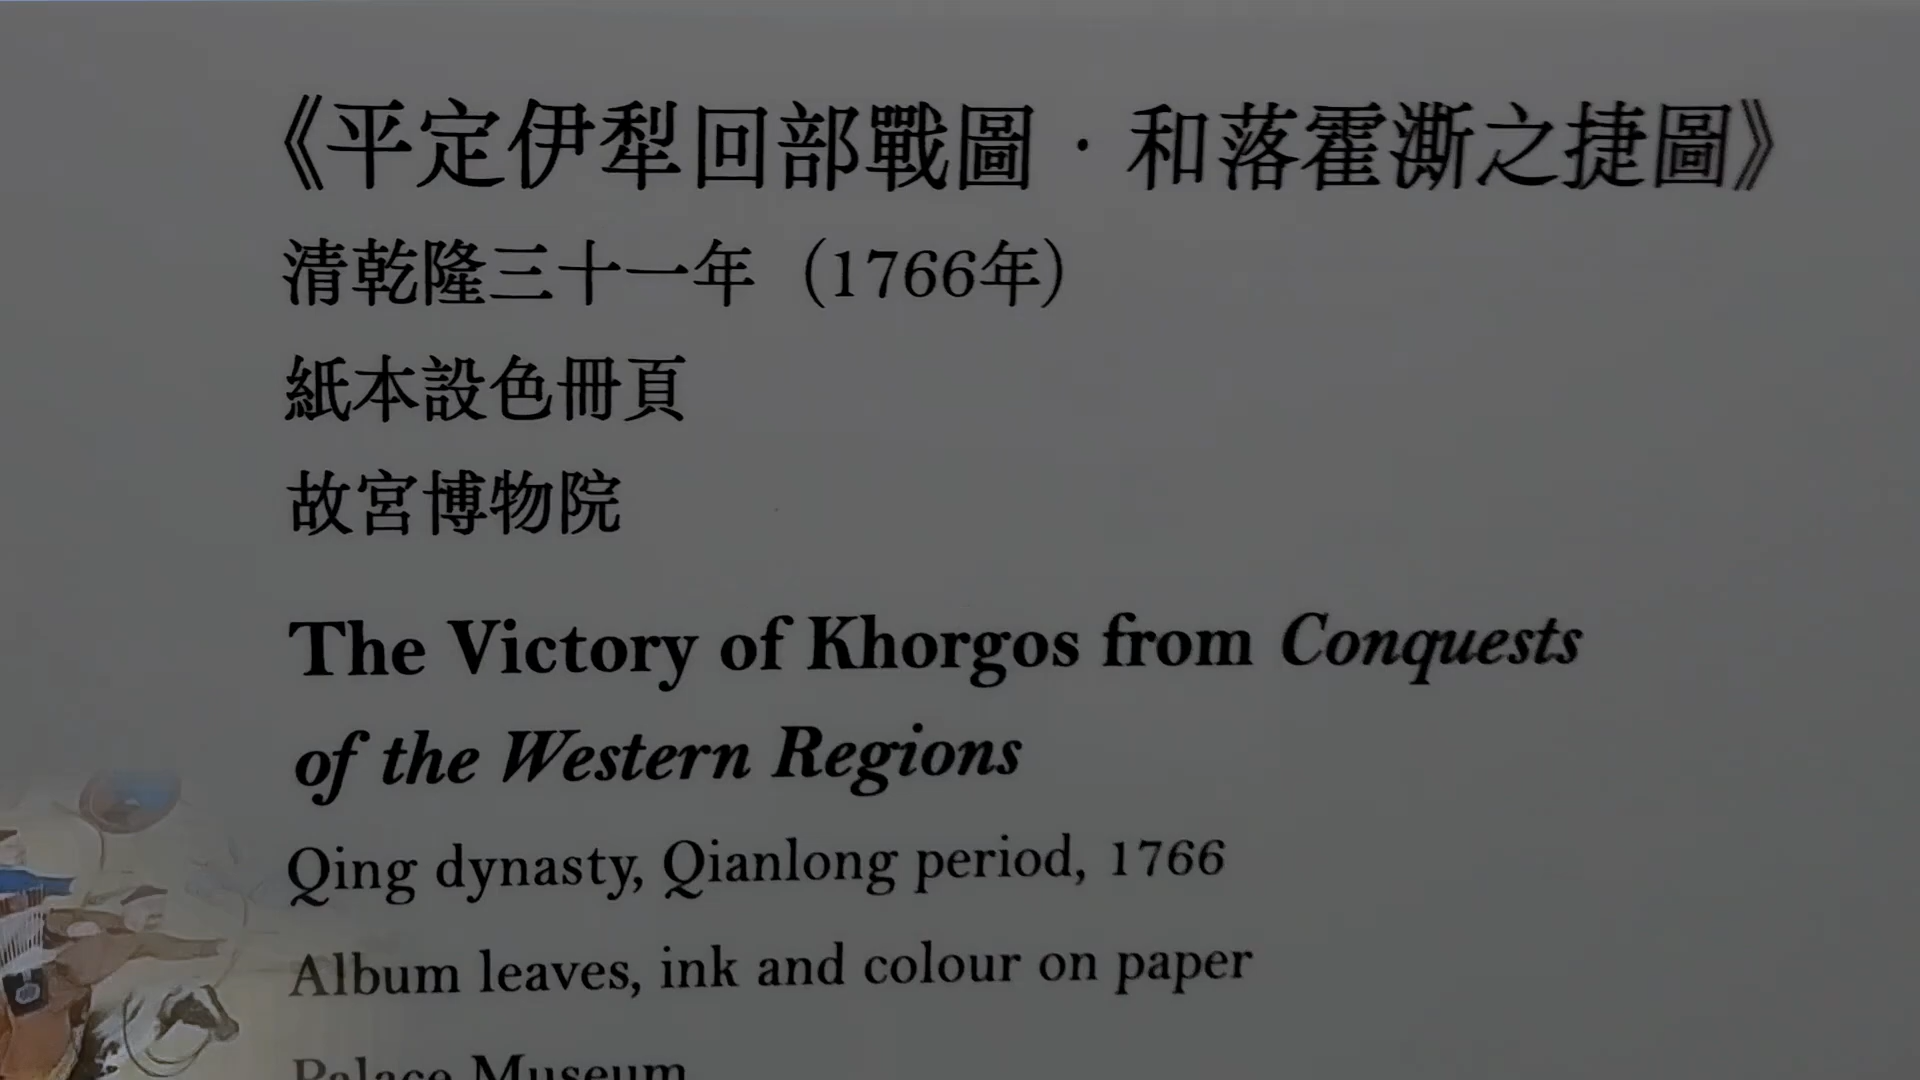 《平定伊犁回部戰圖·和落霍澌之捷圖》
清乾隆三十一年（1766年）
紙本設色冊頁
故宮博物院
The Victory of Khorgos from Conquests
of the Western Regions
Qing dynasty, Qianlong period, 1766
Album leaves, ink and colour on paper
Palace Museum